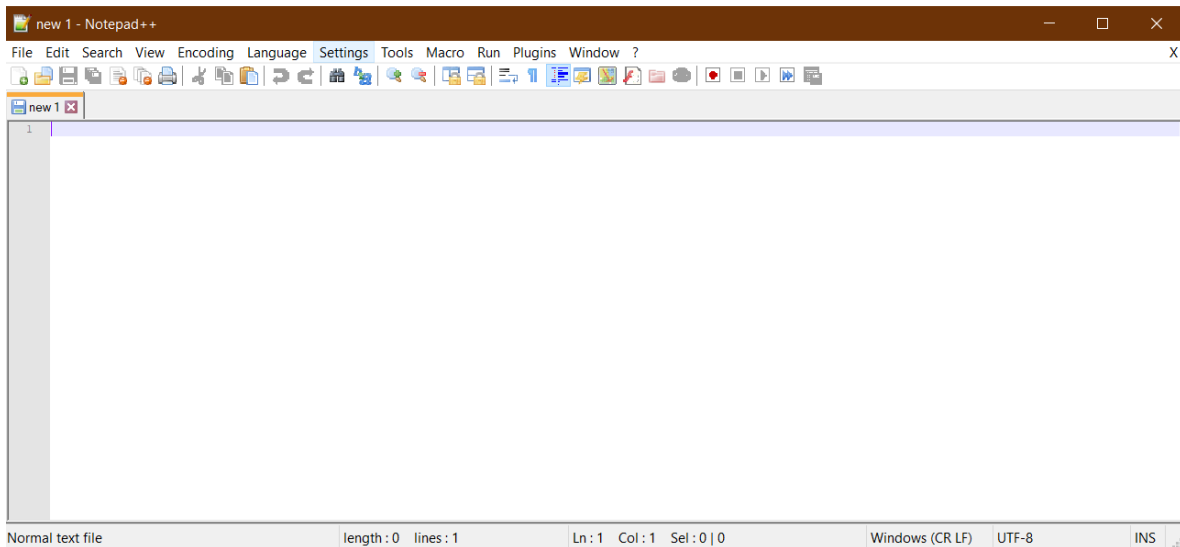 new 1 - Notepad++
File Edit Search View Encoding Language Settings Tools Macro Run Plugins Window ? X
new 1
1
Normal text file length : 0 lines : 1 Ln : 1 Col : 1 Sel : 0 | 0 Windows (CR LF) UTF-8 INS